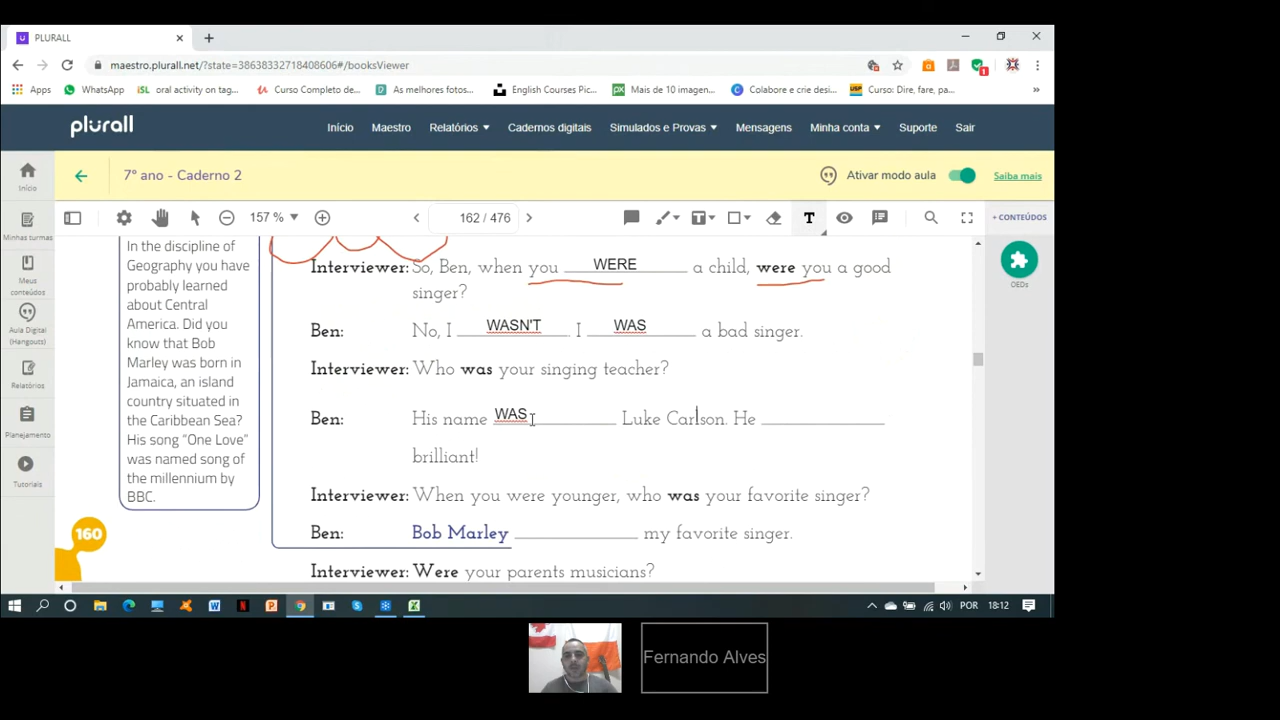 PLURALL
maestro.plurall.net/?state=38638332718408606#/booksViewer
1
Apps WhatsApp oral activity on tag... Curso Completo de... As melhores fotos... English Courses Pic... Mais de 10 imagen... Colabore e crie desi... Curso: Dire, fare, pa... »
plurall Início Maestro Relatórios Cadernos digitais Simulados e Provas Mensagens Minha conta Suporte Sair
Início
7º ano - Caderno 2 Ativar modo aula Saiba mais
157 % 162 / 476 T + CONTEÚDOS
Minhas turmas
Meus conteúdos
Aula Digital (Hangouts)
Relatórios
Planejamento
Tutoriais
OEDs
In the discipline of
Geography you have
probably learned
about Central
America. Did you
know that Bob
Marley was born in
Jamaica, an island
country situated in
the Caribbean Sea?
His song “One Love”
was named song of
the millennium by
BBC.
160
Interviewer: So, Ben, when you WERE a child, were you a good
singer?
Ben: No, I WASN'T I WAS a bad singer.
Interviewer: Who was your singing teacher?
Ben: His name WAS Luke Carlson. He
brilliant!
Interviewer: When you were younger, who was your favorite singer?
Ben: Bob Marley my favorite singer.
Interviewer: Were your parents musicians?
POR 18:12
Fernando Alves